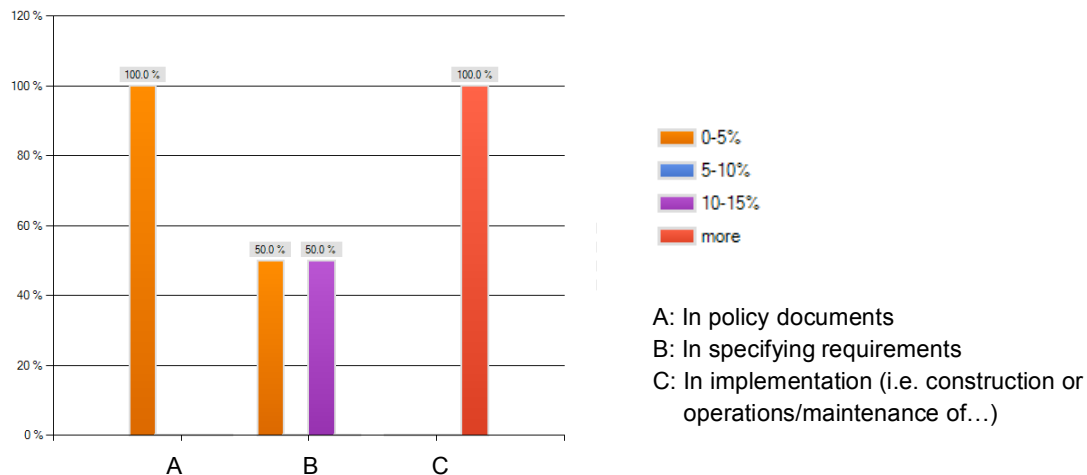 120 %
100 %
80 %
60 %
40 %
20 %
0 %
100.0 %
50.0 %
50.0 %
100.0 %
A
B
C
0-5%
5-10%
10-15%
more
A: In policy documents
B: In specifying requirements
C: In implementation (i.e. construction or
operations/maintenance of…)